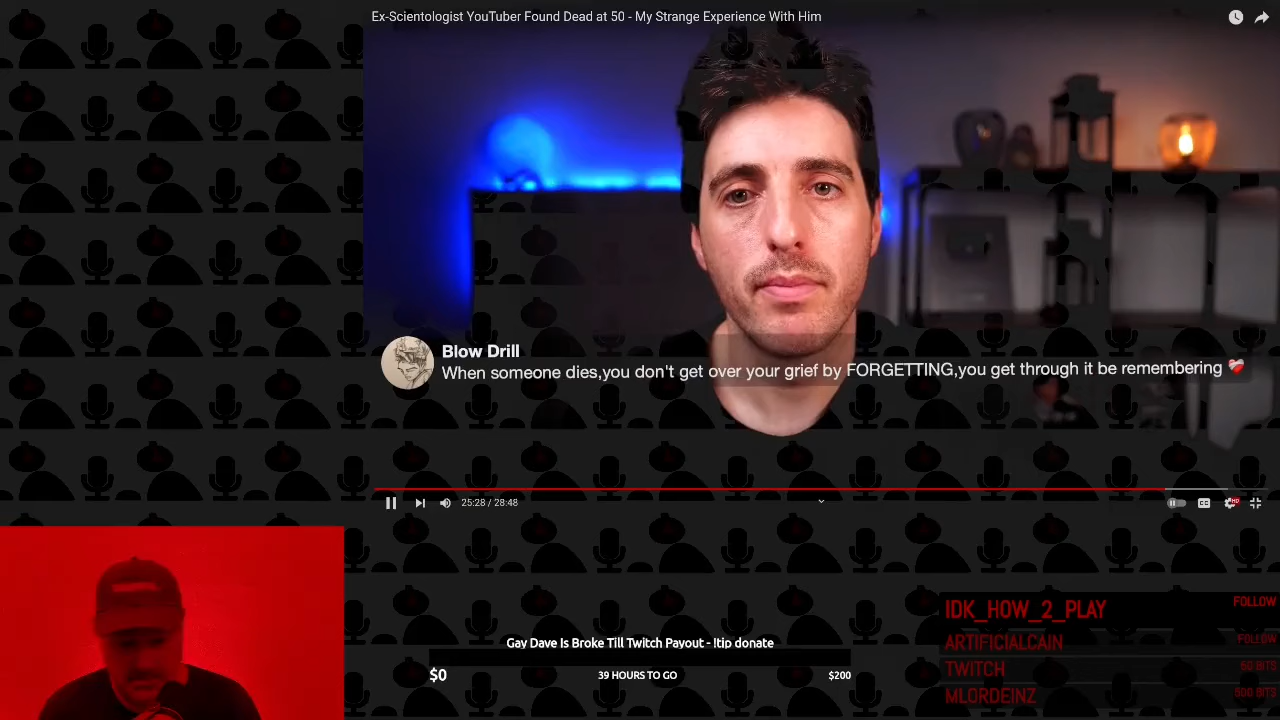 Ex-Scientologist YouTuber Found Dead at 50 - My Strange Experience With Him
Blow Drill
When someone dies,you don't get over your grief by FORGETTING,you get through it be remembering
25:28 / 28:48
CC
HD
IDK_HOW_2_PLAY FOLLOW
ARTIFICIALCAIN FOLLOW
TWITCH 50 BITS
MLORDEINZ 500 BITS
Gay Dave Is Broke Till Twitch Payout - !tip donate
$0 39 HOURS TO GO $200